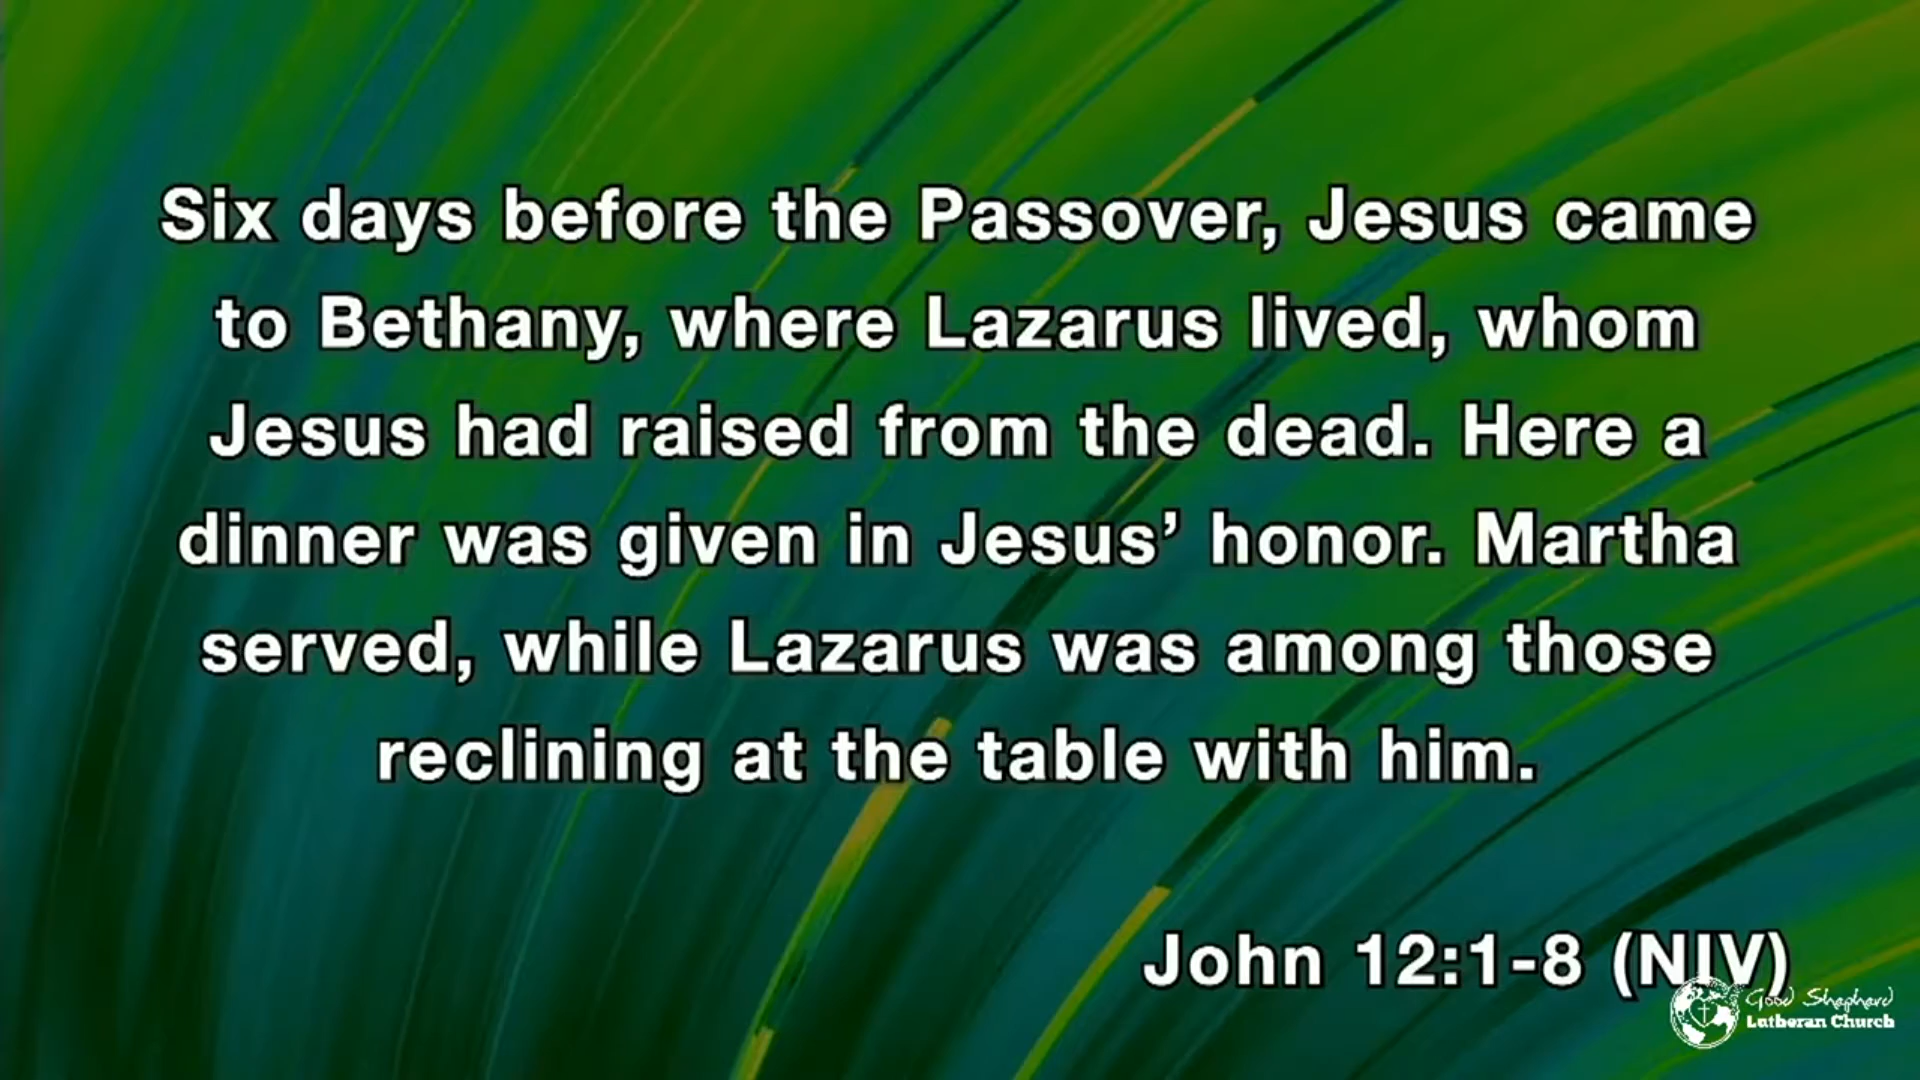 Six days before the Passover, Jesus came
to Bethany, where Lazarus lived, whom
Jesus had raised from the dead. Here a
dinner was given in Jesus’ honor. Martha
served, while Lazarus was among those
reclining at the table with him.
John 12:1-8 (NIV)
Good Shepherd
Lutheran Church